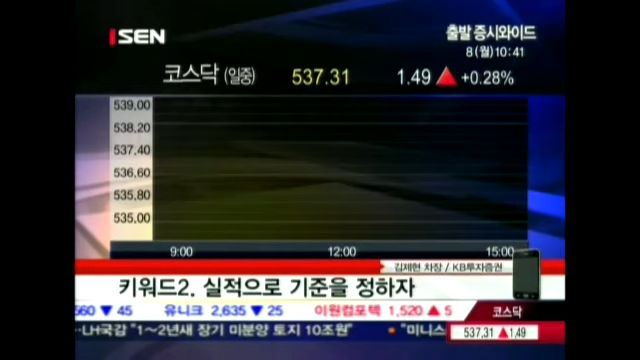 SEN
출발 증시와이드
8 (월) 10:41
코스닥 (일중) 537.31 1.49 ▲ +0.28%
539.00
538.20
537.40
536.60
535.80
535.00
9:00 12:00 15:00
김제현 차장 / KB투자증권
키워드2. 실적으로 기준을 정하자
560 ▼ 45 유니크 2,635 ▼ 25 이원컴포텍 1,520 ▲ 5
코스닥
537.31 ▲1.49
...LH국감 "1~2년새 장기 미분양 토지 10조원" • "미니스